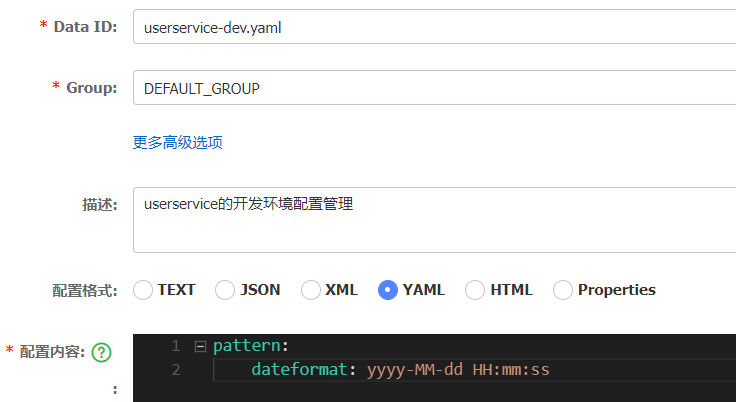 * Data ID: userservice-dev.yaml
* Group: DEFAULT_GROUP
更多高级选项
描述: userservice的开发环境配置管理
配置格式: TEXT JSON XML YAML HTML Properties
* 配置内容: ? 1 pattern:
2 dateformat: yyyy-MM-dd HH:mm:ss
: